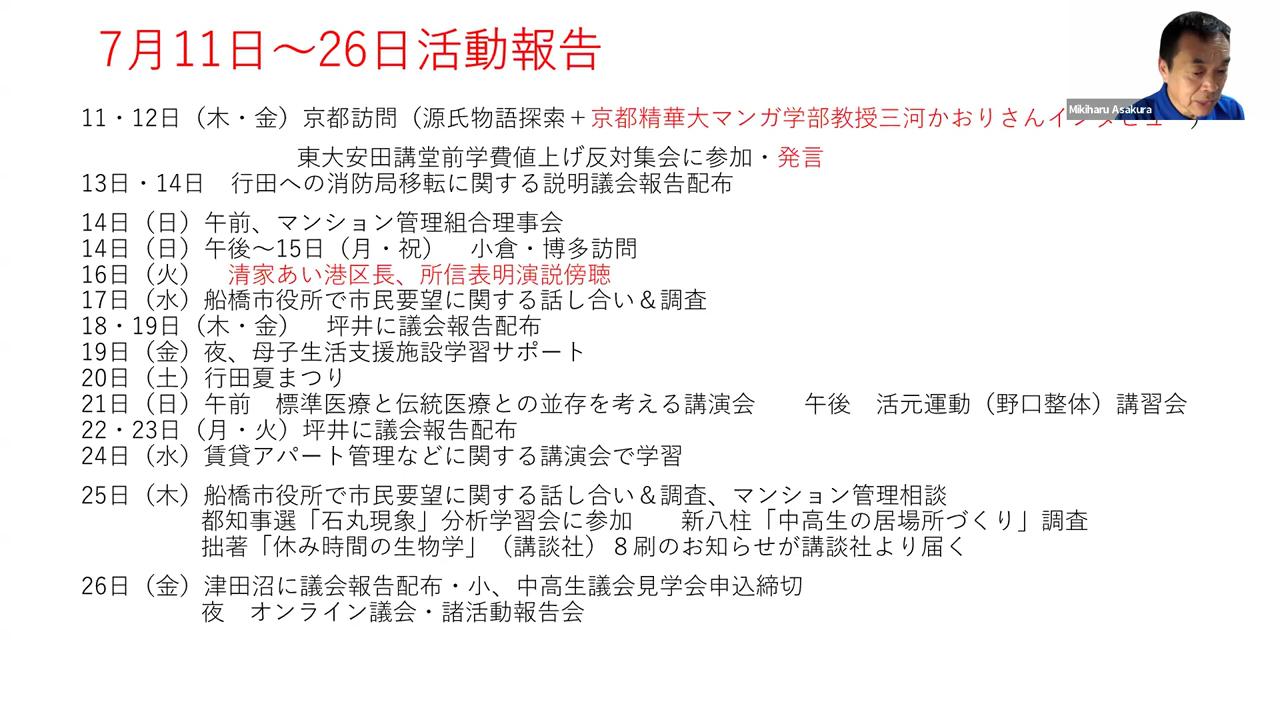 7月11日～26日活動報告
Mikiharu Asakura
11・12日（木・金）京都訪問（源氏物語探索＋京都精華大マンガ学部教授三河かおりさんイン
東大安田講堂前学費値上げ反対集会に参加・発言
13日・14日　行田への消防局移転に関する説明議会報告配布
14日（日）午前、マンション管理組合理事会
14日（日）午後～15日（月・祝）　小倉・博多訪問
16日（火）　清家あい港区長、所信表明演説傍聴
17日（水）船橋市役所で市民要望に関する話し合い＆調査
18・19日（木・金）　坪井に議会報告配布
19日（金）夜、母子生活支援施設学習サポート
20日（土）行田夏まつり
21日（日）午前　標準医療と伝統医療との並存を考える講演会　　午後　活元運動（野口整体）講習会
22・23日（月・火）坪井に議会報告配布
24日（水）賃貸アパート管理などに関する講演会で学習
25日（木）船橋市役所で市民要望に関する話し合い＆調査、マンション管理相談
都知事選「石丸現象」分析学習会に参加　　新八柱「中高生の居場所づくり」調査
拙著「休み時間の生物学」（講談社）８刷のお知らせが講談社より届く
26日（金）津田沼に議会報告配布・小、中高生議会見学会申込締切
夜　オンライン議会・諸活動報告会